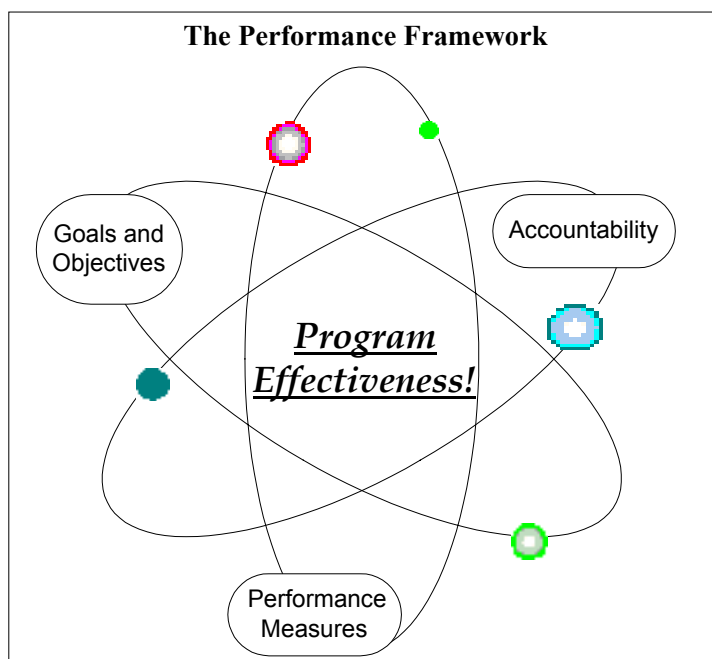 The Performance Framework
Goals and
Objectives
Accountability
Program
Effectiveness!
Performance
Measures